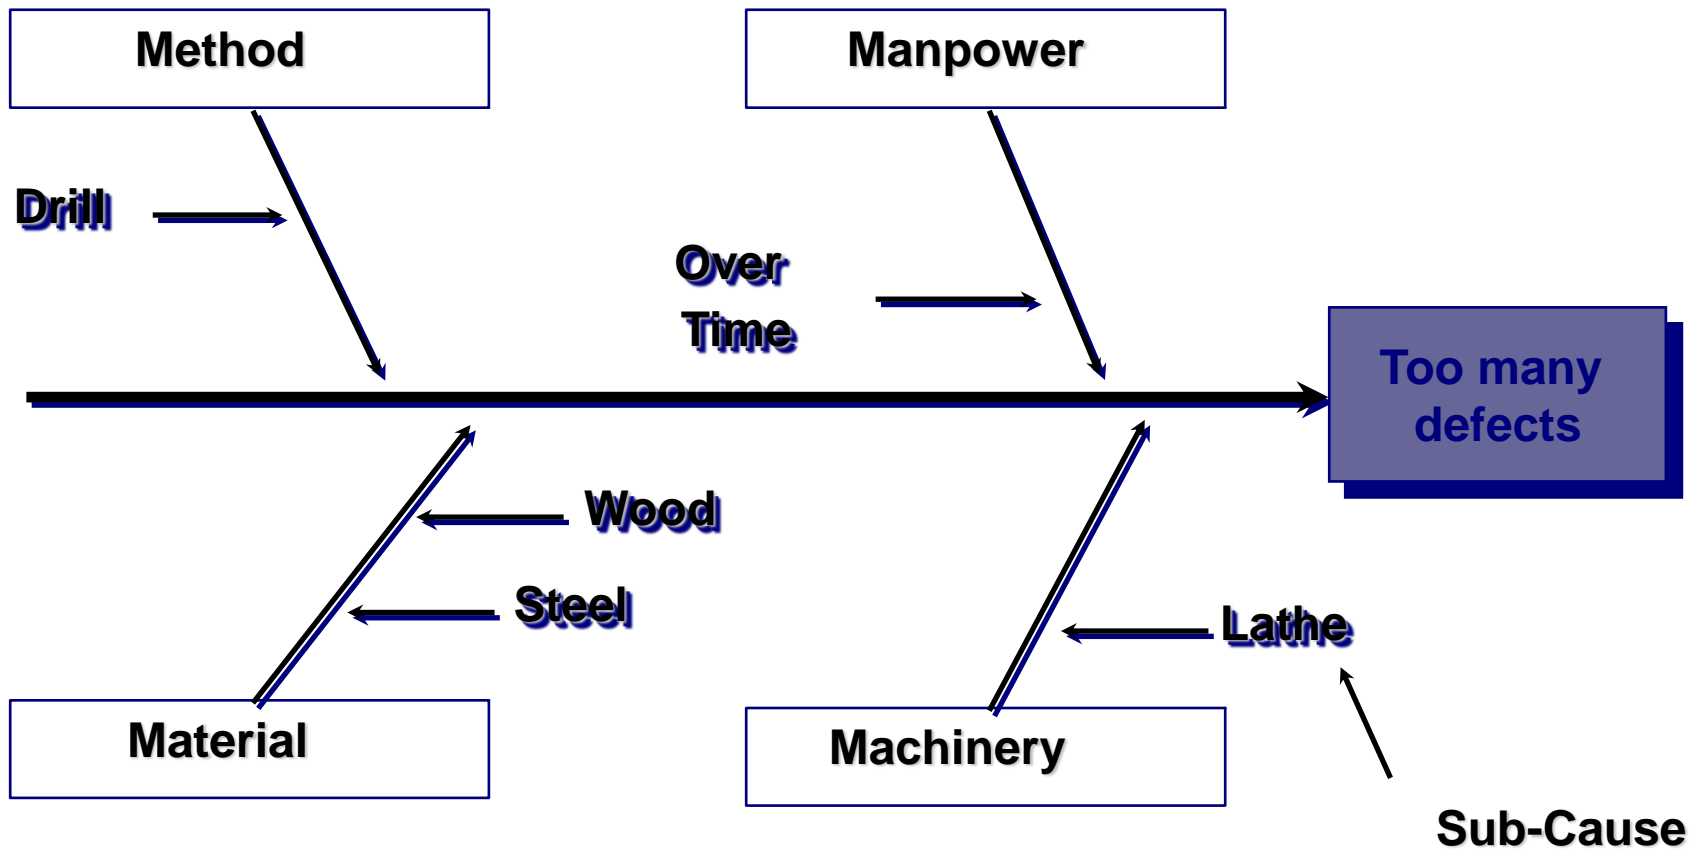 Method
Manpower
Drill
Over
Time
Too many
defects
Wood
Steel
Lathe
Material
Machinery
Sub-Cause